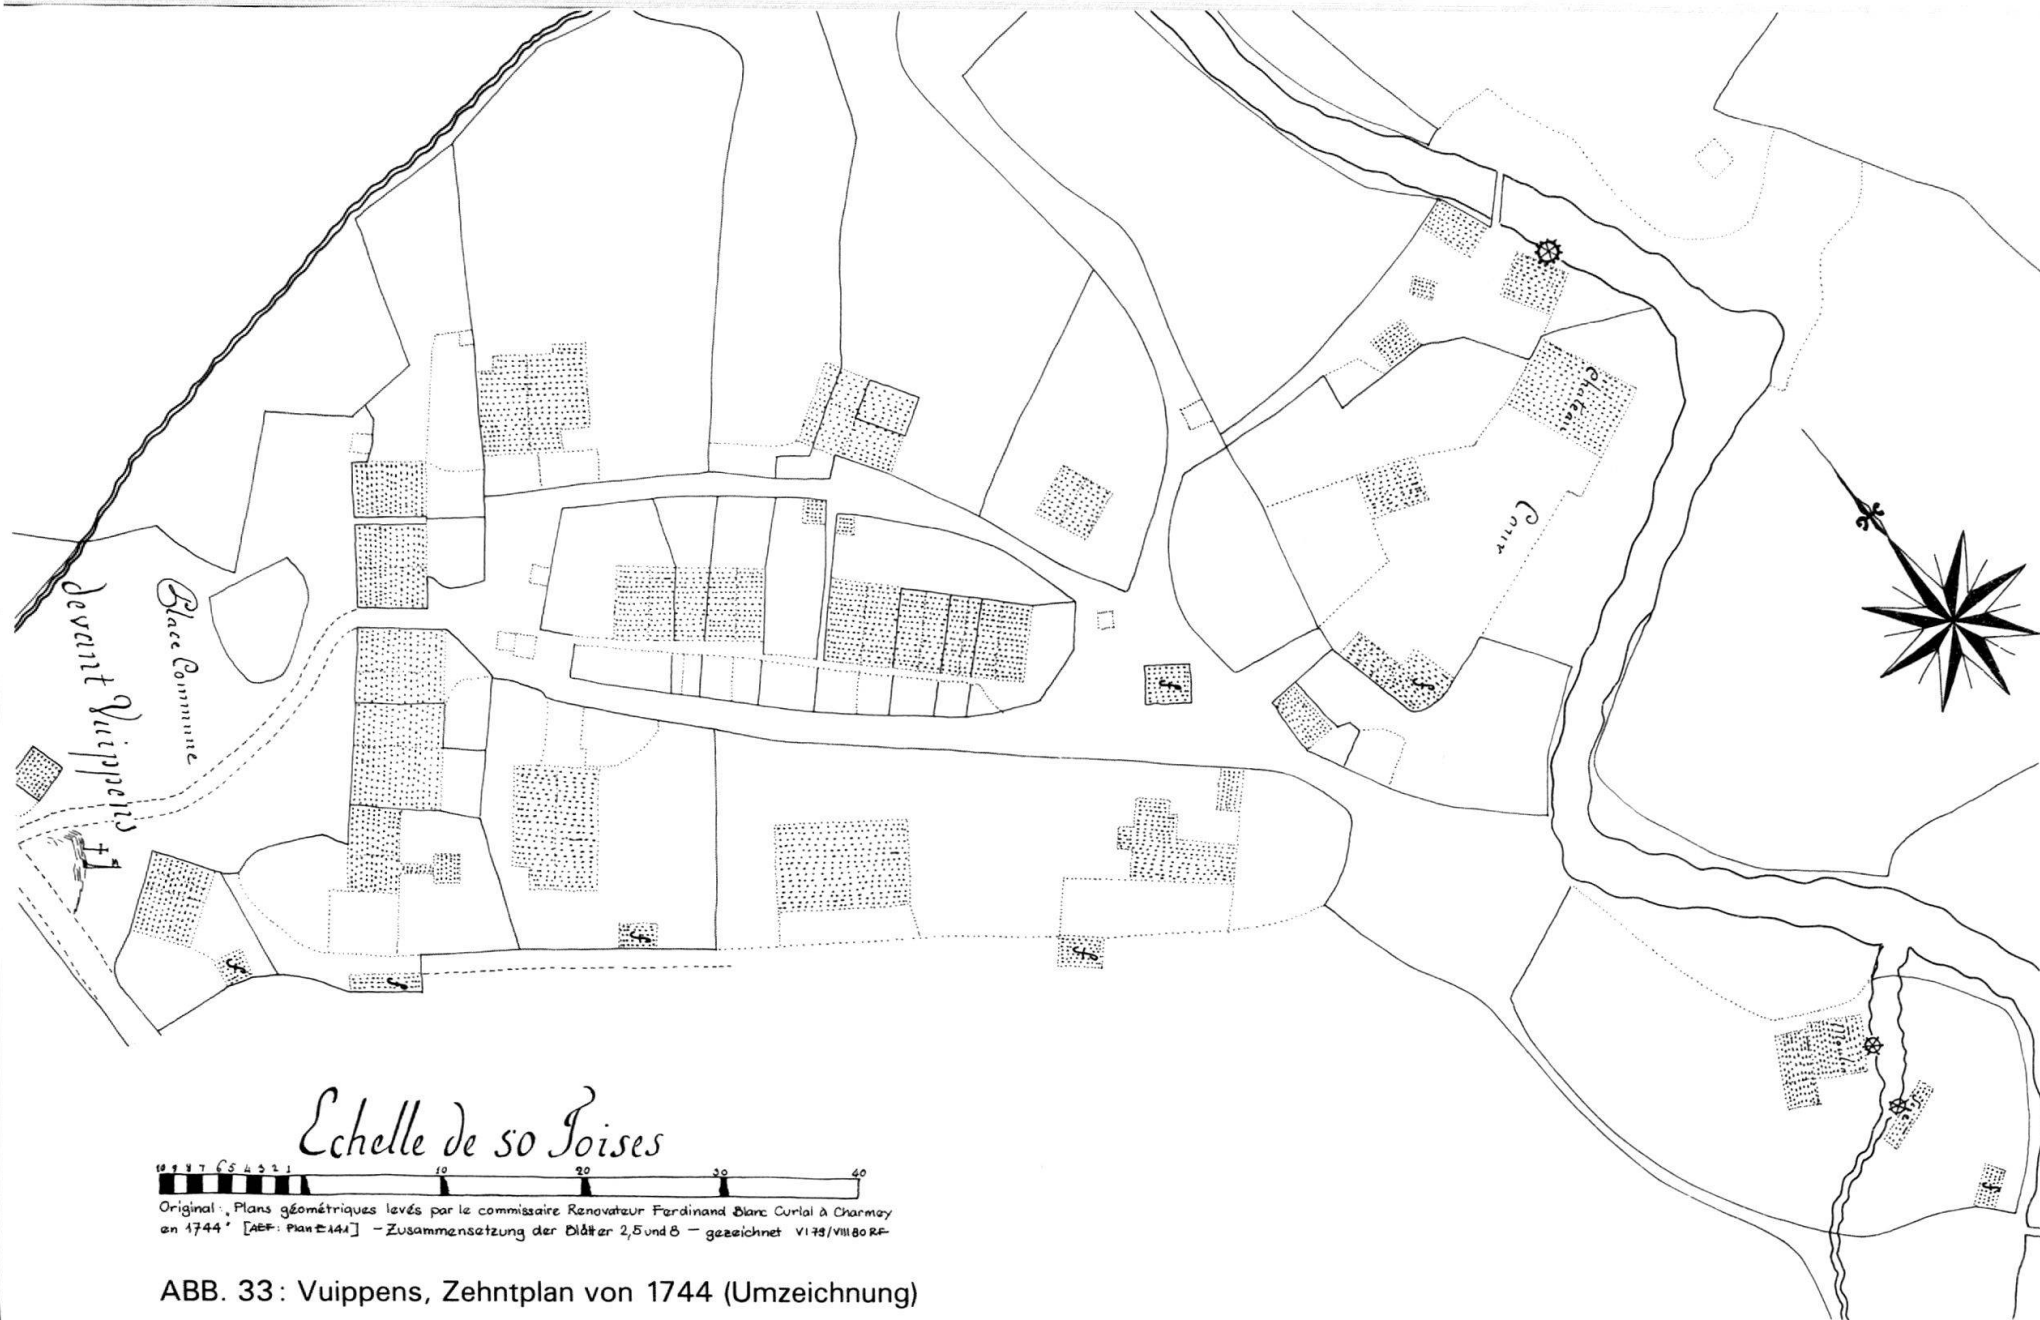 Chateau
Cour
Place Commune
devant Vuippens
f
f
f
f
f
f
Moulin
f
Echelle de 50 Toises
10 9 8 7 6 5 4 3 2 1 10 20 30 40
Original: „Plans géométriques levés par le commissaire Renovateur Ferdinand Blanc Curlal à Charmey
en 1744" [AEF: Plan E141] – Zusammensetzung der Blätter 2,5 und 8 – gezeichnet VI 79/VIII 80 RF
ABB. 33: Vuippens, Zehntplan von 1744 (Umzeichnung)